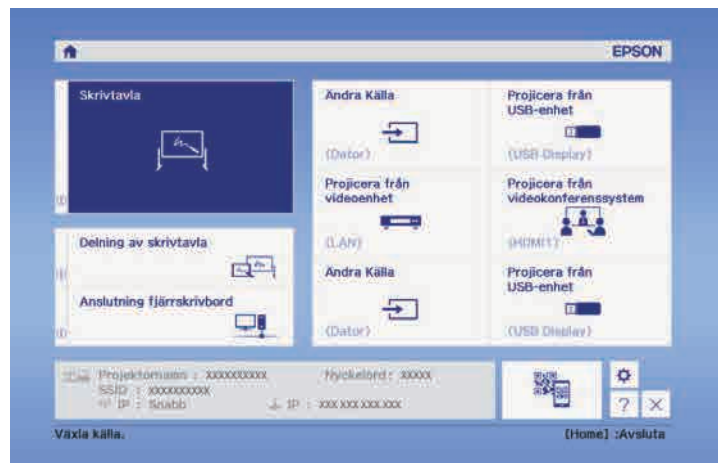 EPSON
Skrivtavla
Ändra Källa
(Dator)
Projicera från
USB-enhet
(USB Display)
Projicera från
videoenhet
(LAN)
Projicera från
videokonferenssystem
(HDMI1)
Delning av skrivtavla
Anslutning fjärrskrivbord
Ändra Källa
(Dator)
Projicera från
USB-enhet
(USB Display)
Projektornamn : XXXXXXXXXX Nyckelord : XXXXX
SSID : XXXXXXXXXX
IP : Snabb IP : XXX.XXX.XXX.XXX
?
Växla källa. [Home] :Avsluta